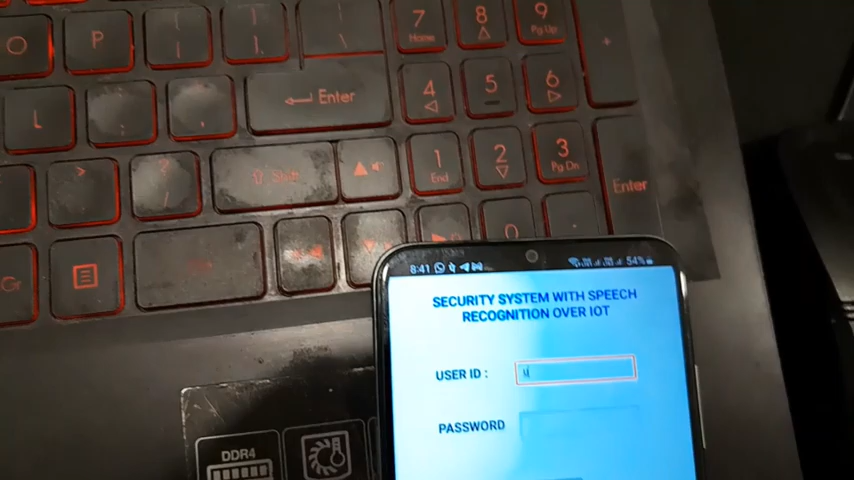 O P [ ] | \ 7 Home 8 9 Pg Up +
L ; , Enter 4 5 6
> ? / Shift 1 End 2 3 Pg Dn Enter
Gr 0 .
8:41 54%
SECURITY SYSTEM WITH SPEECH
RECOGNITION OVER IOT
USER ID : u
PASSWORD
DDR4